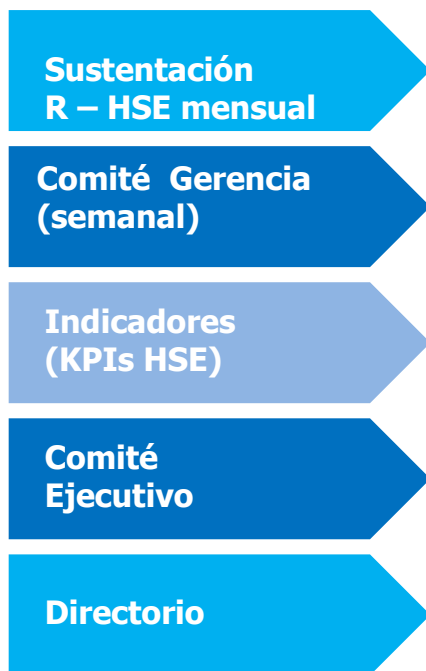 Sustentación
R – HSE mensual
Comité Gerencia
(semanal)
Indicadores
(KPIs HSE)
Comité
Ejecutivo
Directorio